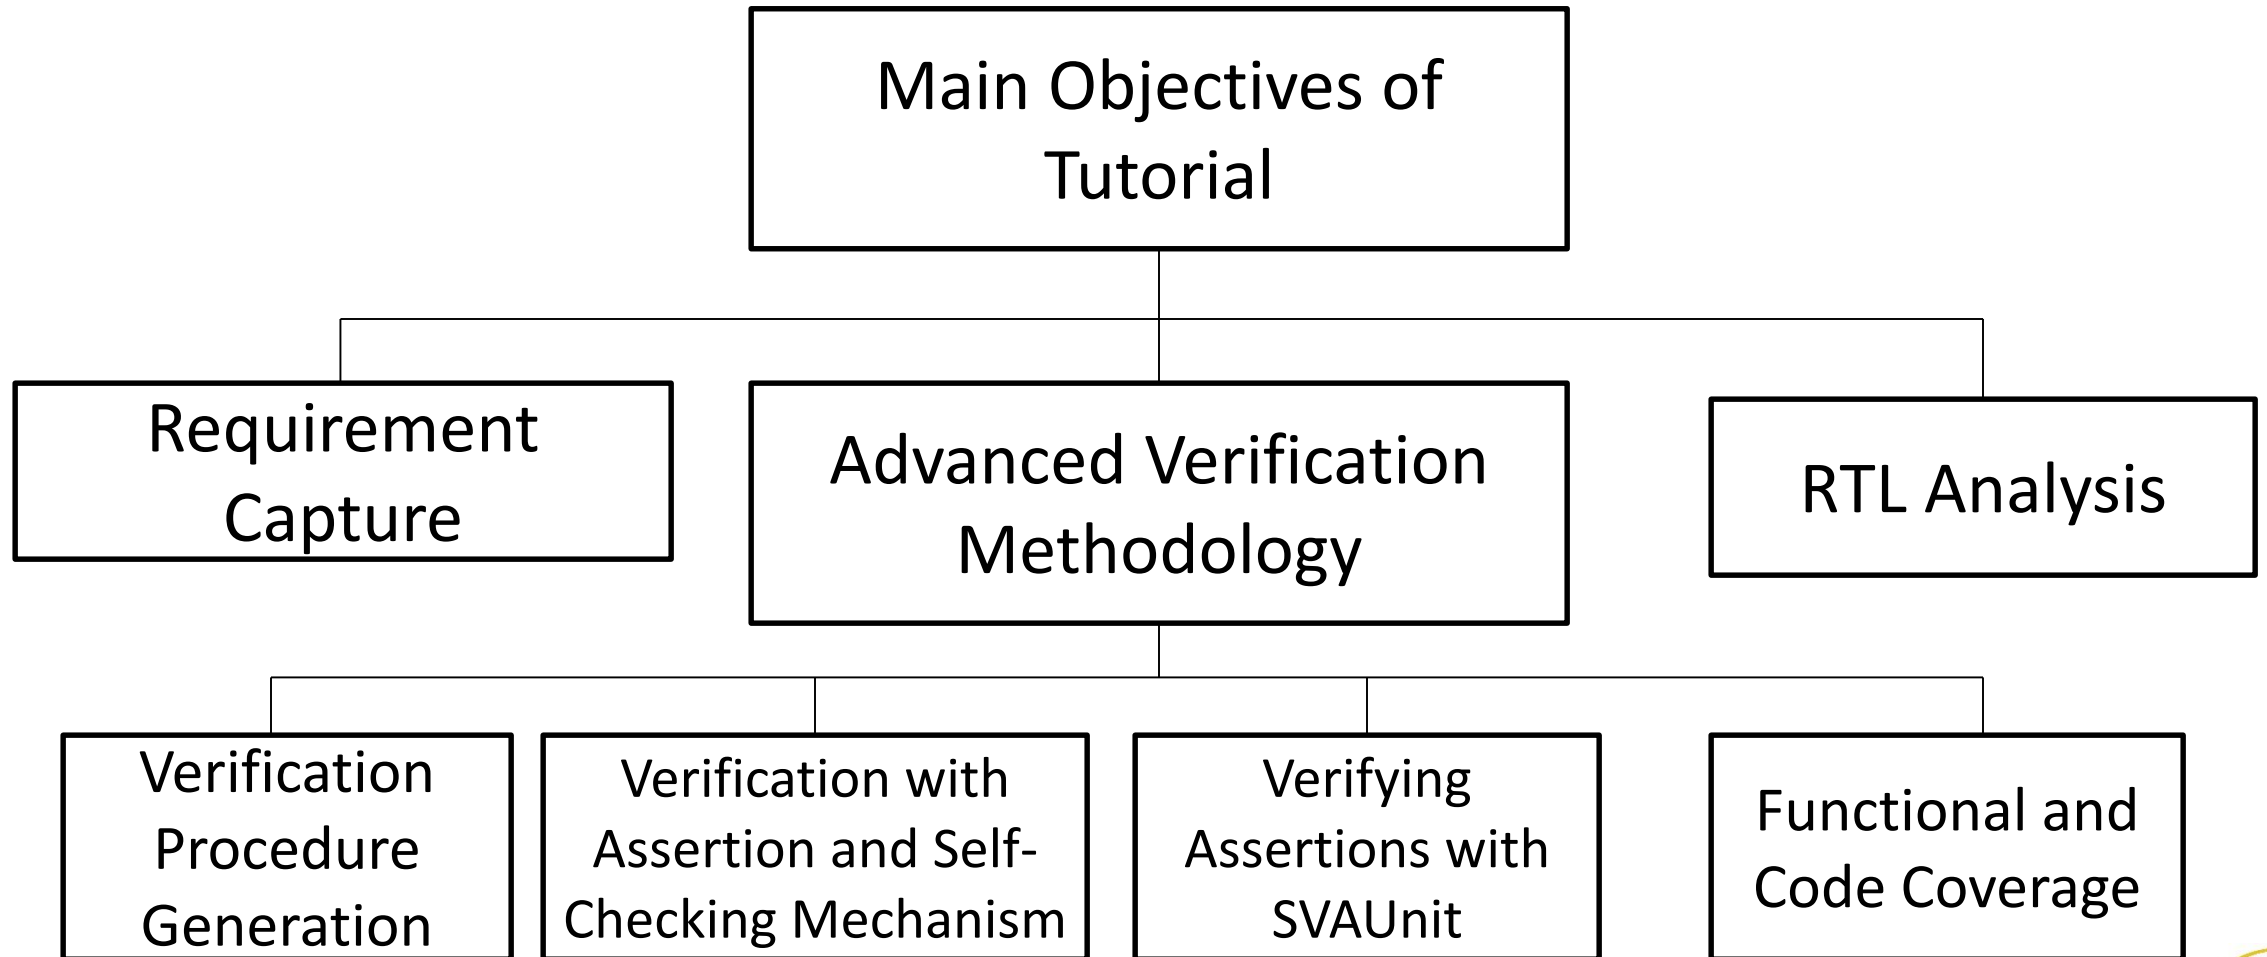 Main Objectives of
Tutorial
Requirement
Capture
Advanced Verification
Methodology
RTL Analysis
Verification
Procedure
Generation
Verification with
Assertion and Self-
Checking Mechanism
Verifying
Assertions with
SVAUnit
Functional and
Code Coverage